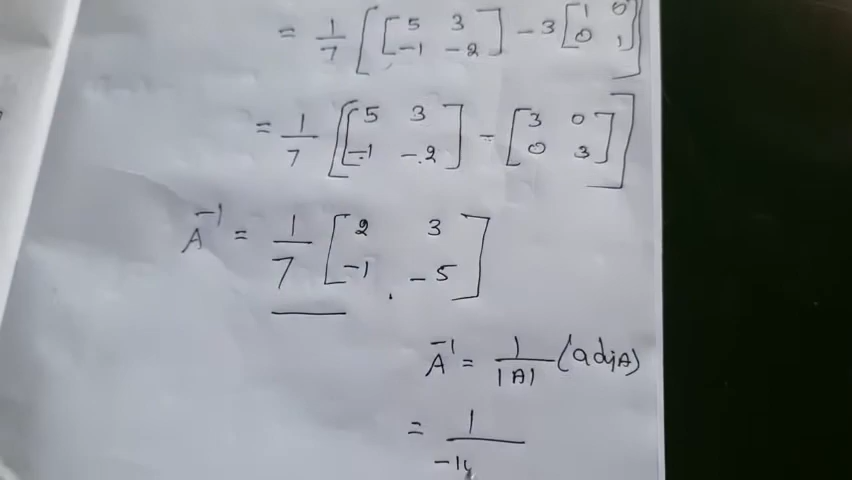 = 1/7 [ [ 5 3 -1 -2 ] - 3 [ 1 0 0 1 ] ]
= 1/7 [ [ 5 3 -1 -2 ] - [ 3 0 0 3 ] ]
A⁻¹ = 1/7 [ 2 3 -1 -5 ]
A⁻¹ = 1/|A| (adjA)
= 1/-14